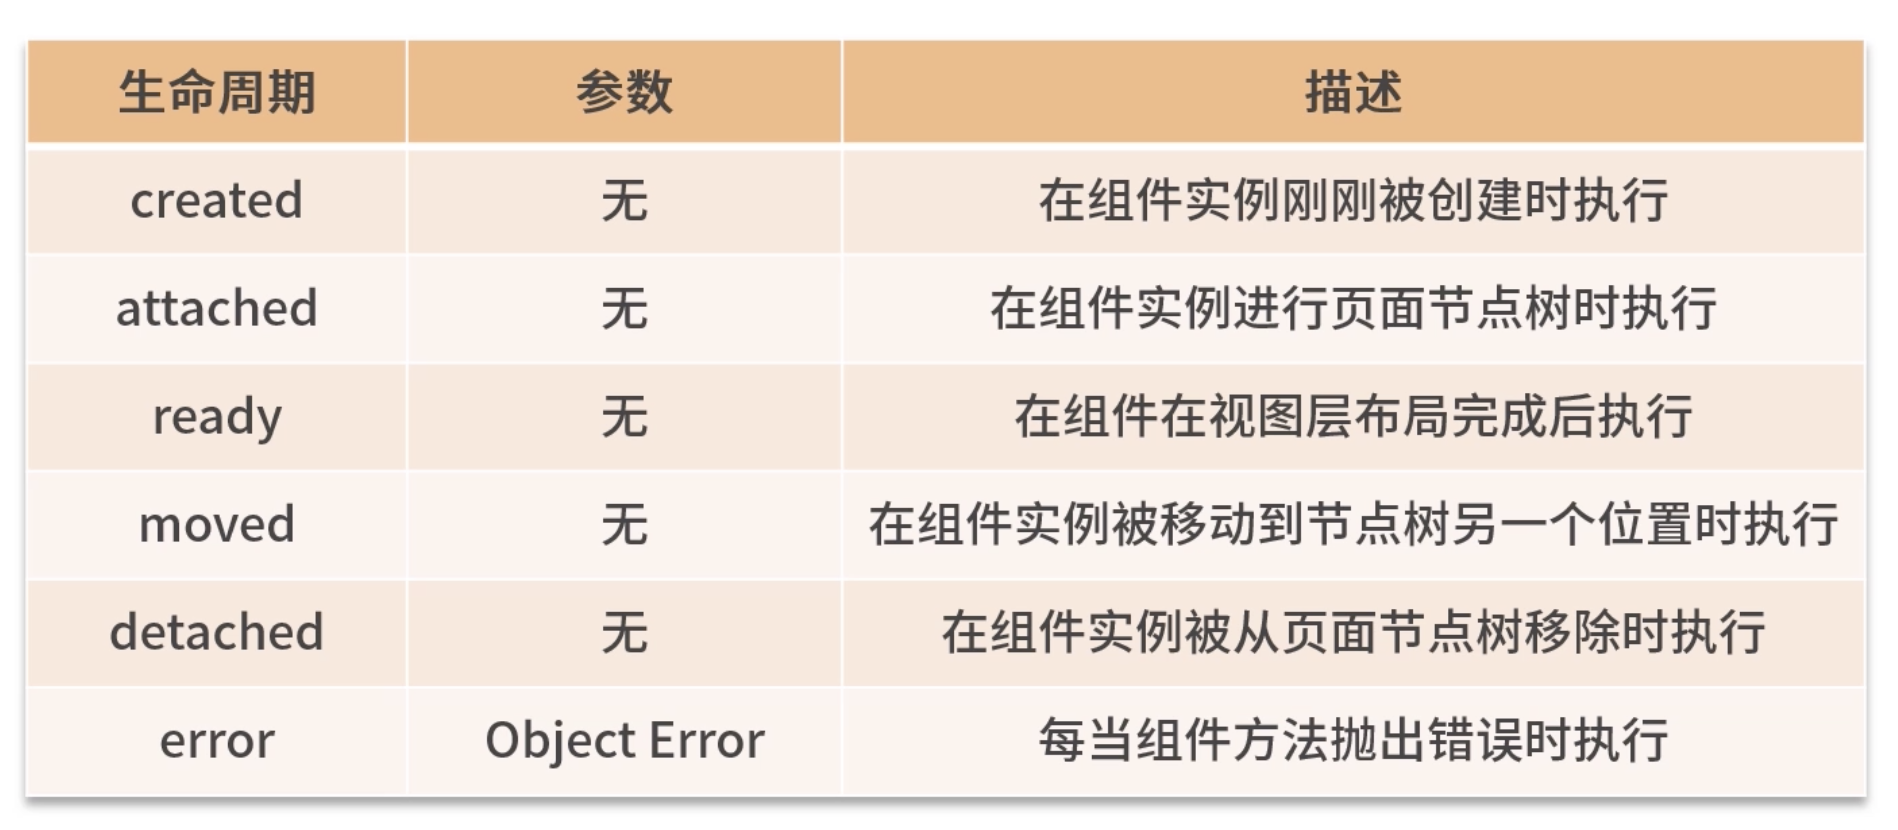 生命周期 参数 描述
created 无 在组件实例刚刚被创建时执行
attached 无 在组件实例进行页面节点树时执行
ready 无 在组件在视图层布局完成后执行
moved 无 在组件实例被移动到节点树另一个位置时执行
detached 无 在组件实例被从页面节点树移除时执行
error Object Error 每当组件方法抛出错误时执行